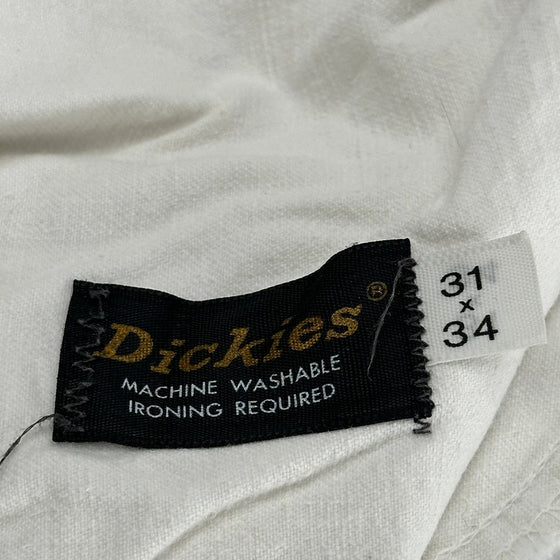 Dickies®
MACHINE WASHABLE
IRONING REQUIRED
31
x
34